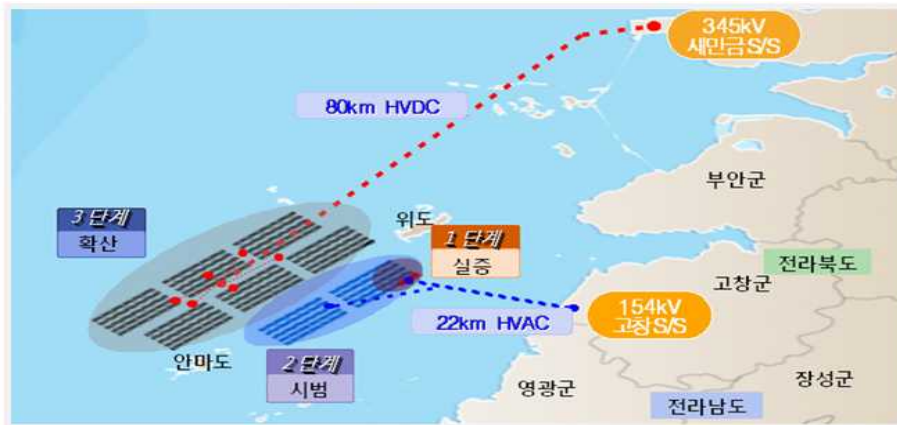 345kV
새만금 S/S
80km HVDC
부안군
3 단계
확산
위도
1 단계
실증
전라북도
고창군
154kV
고창 S/S
22km HVAC
안마도
2 단계
시범
영광군
장성군
전라남도